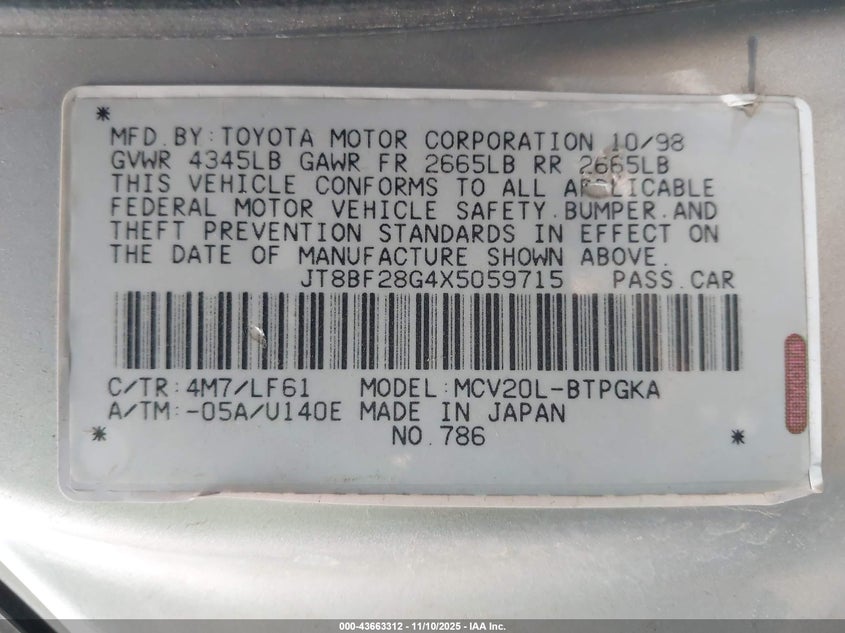 *
MFD.BY:TOYOTA MOTOR CORPORATION 10/98
GVWR 4345LB GAWR FR 2665LB RR 2665LB
THIS VEHICLE CONFORMS TO ALL APPLICABLE
FEDERAL MOTOR VEHICLE SAFETY.BUMPER.AND
THEFT PREVENTION STANDARDS IN EFFECT ON
THE DATE OF MANUFACTURE SHOWN ABOVE.
JT8BF28G4X5059715 PASS.CAR
C/TR:4M7/LF61 MODEL:MCV20L-BTPGKA
A/TM:-05A/U140E MADE IN JAPAN
* NO.786 *
000-43663312 - 11/10/2025 - IAA Inc.